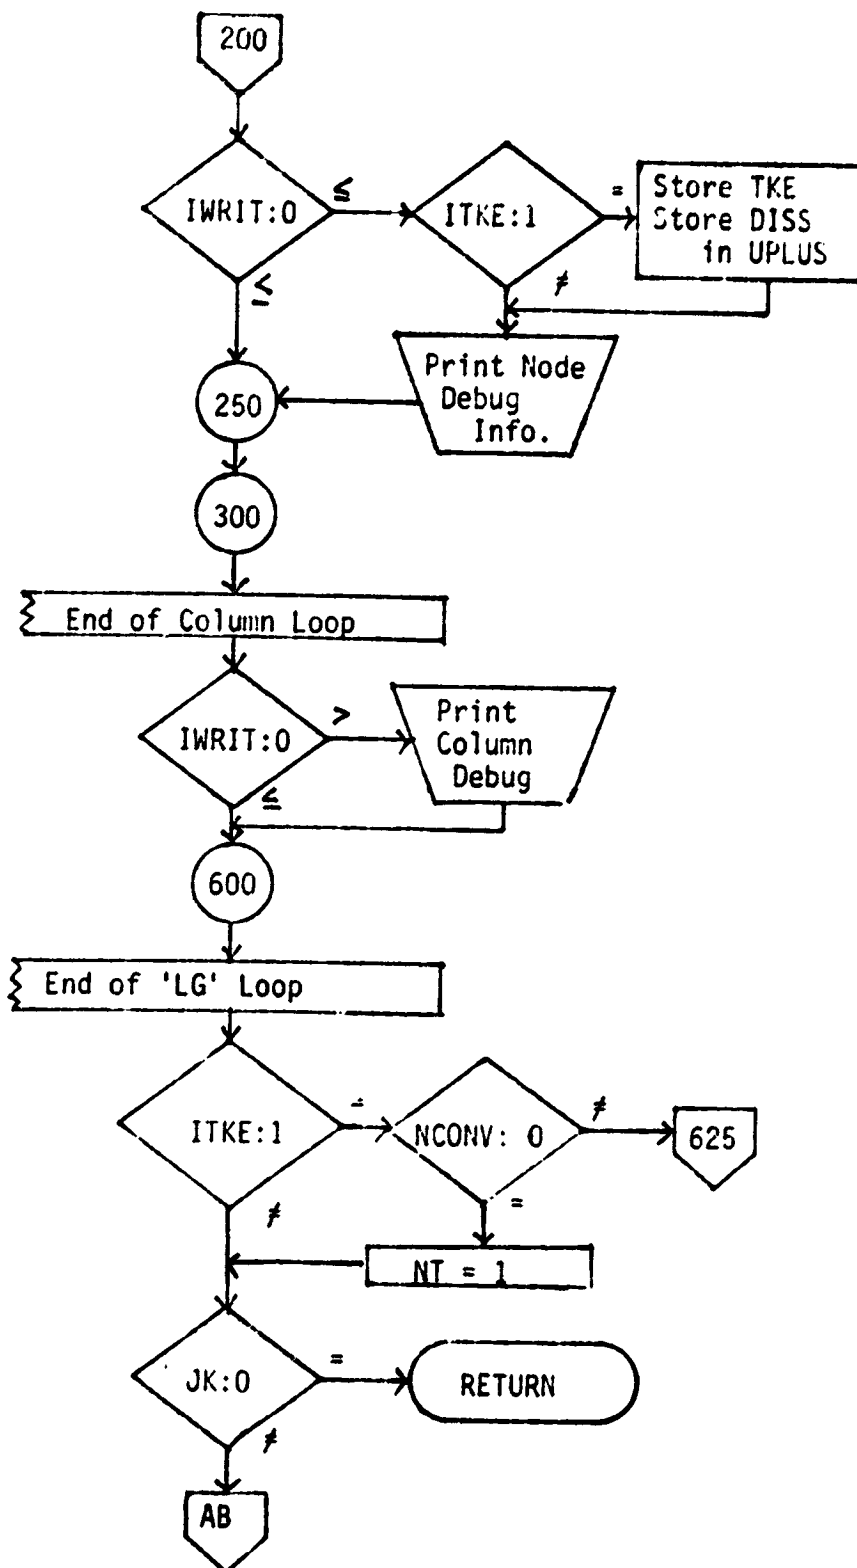 200
IWRIT:0
≤
ITKE:1
=
Store TKE
Store DISS
in UPLUS
≤
≠
Print Node
Debug
Info.
250
300
End of Column Loop
IWRIT:0
>
Print
Column
Debug
≤
600
End of 'LG' Loop
ITKE:1
NCONV: 0
≠
625
≠
=
NT = 1
JK:0
=
RETURN
≠
AB